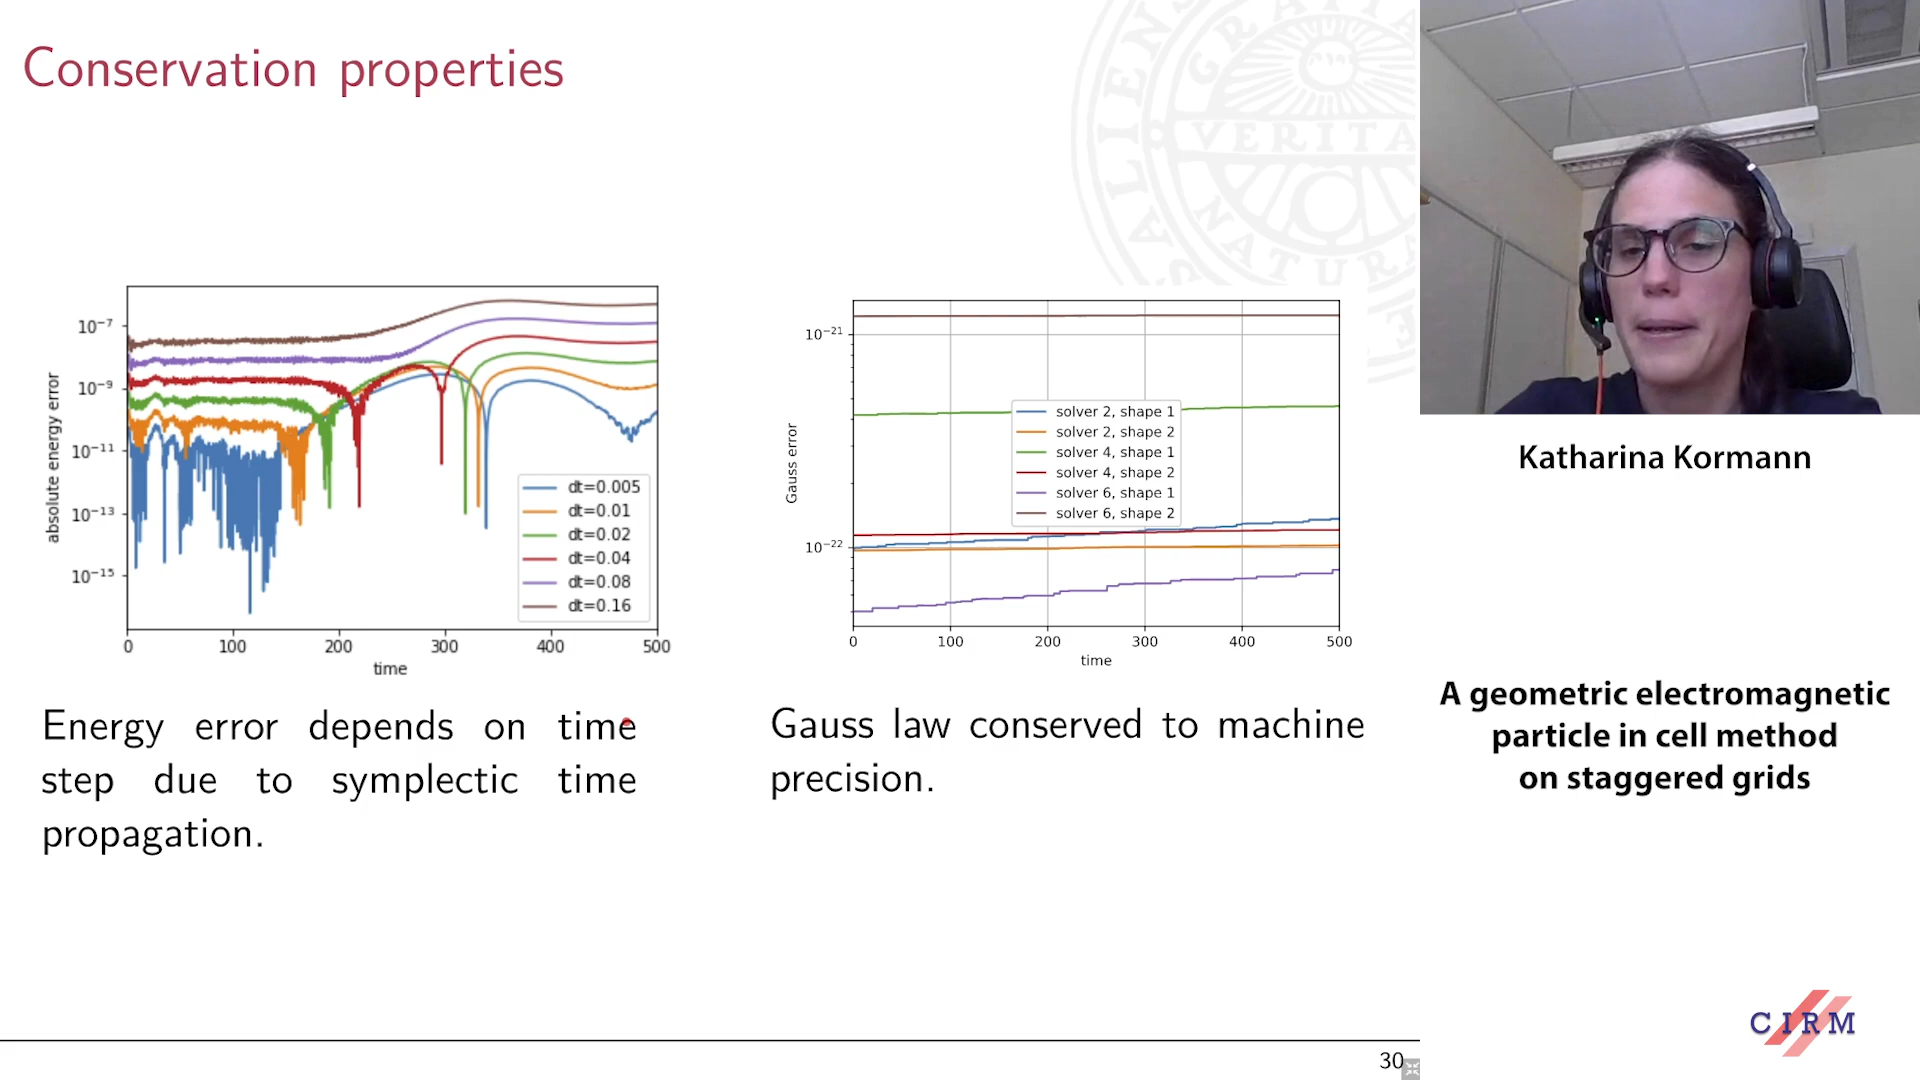 Conservation properties
SALIENS
GRATIA
VERITA
NATUR
absolute energy error
10⁻⁷
10⁻⁹
10⁻¹¹
10⁻¹³
10⁻¹⁵
dt=0.005
dt=0.01
dt=0.02
dt=0.04
dt=0.08
dt=0.16
0 100 200 300 400 500
time
Energy error depends on time
step due to symplectic time
propagation.
Gauss error
10⁻²¹
10⁻²²
solver 2, shape 1
solver 2, shape 2
solver 4, shape 1
solver 4, shape 2
solver 6, shape 1
solver 6, shape 2
0 100 200 300 400 500
time
Gauss law conserved to machine
precision.
30
Katharina Kormann
A geometric electromagnetic
particle in cell method
on staggered grids
CIRM